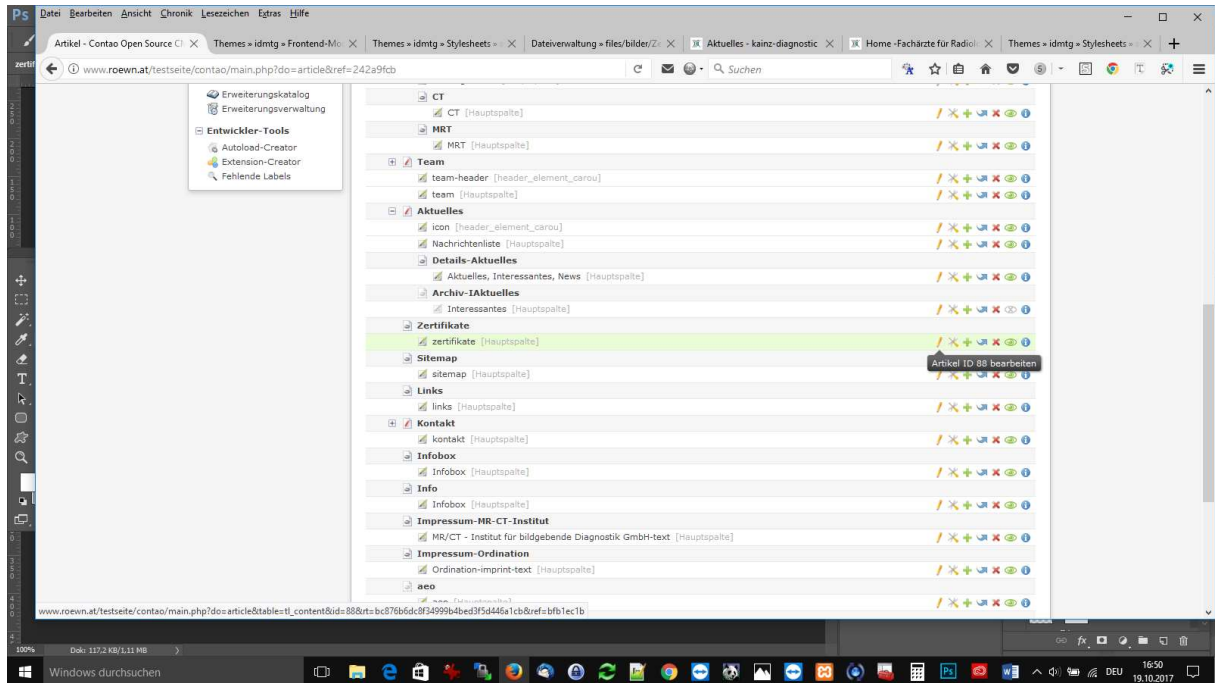 Ps Datei Bearbeiten Ansicht Chronik Lesezeichen Extras Hilfe
Artikel - Contao Open Source C
Themes » idmtg » Frontend-Mo
Themes » idmtg » Stylesheets »
Dateiverwaltung » files/bilder/Z
Aktuelles - kainz-diagnostic
Home -Fachärzte für Radiol
Themes » idmtg » Stylesheets »
zertif
www.roewn.at/testseite/contao/main.php?do=article&ref=242a9fcb
Suchen
Erweiterungskatalog
Erweiterungsverwaltung
Entwickler-Tools
Autoload-Creator
Extension-Creator
Fehlende Labels
CT
CT [Hauptspalte]
MRT
MRT [Hauptspalte]
Team
team-header [header_element_carou]
team [Hauptspalte]
Aktuelles
icon [header_element_carou]
Nachrichtenliste [Hauptspalte]
Details-Aktuelles
Aktuelles, Interessantes, News [Hauptspalte]
Archiv-IAktuelles
Interessantes [Hauptspalte]
Zertifikate
zertifikate [Hauptspalte]
Artikel ID 88 bearbeiten
Sitemap
sitemap [Hauptspalte]
Links
links [Hauptspalte]
Kontakt
kontakt [Hauptspalte]
Infobox
Infobox [Hauptspalte]
Info
Infobox [Hauptspalte]
Impressum-MR-CT-Institut
MR/CT - Institut für bildgebende Diagnostik GmbH-text [Hauptspalte]
Impressum-Ordination
Ordination-imprint-text [Hauptspalte]
aeo
www.roewn.at/testseite/contao/main.php?do=article&table=tl_content&id=88&rt=bc876b6dc8f34999b4bed3f5d446a1cb&ref=bfb1ec1b
100% Dok: 117,2 KB/1,11 MB
Windows durchsuchen
DEU
16:50
19.10.2017